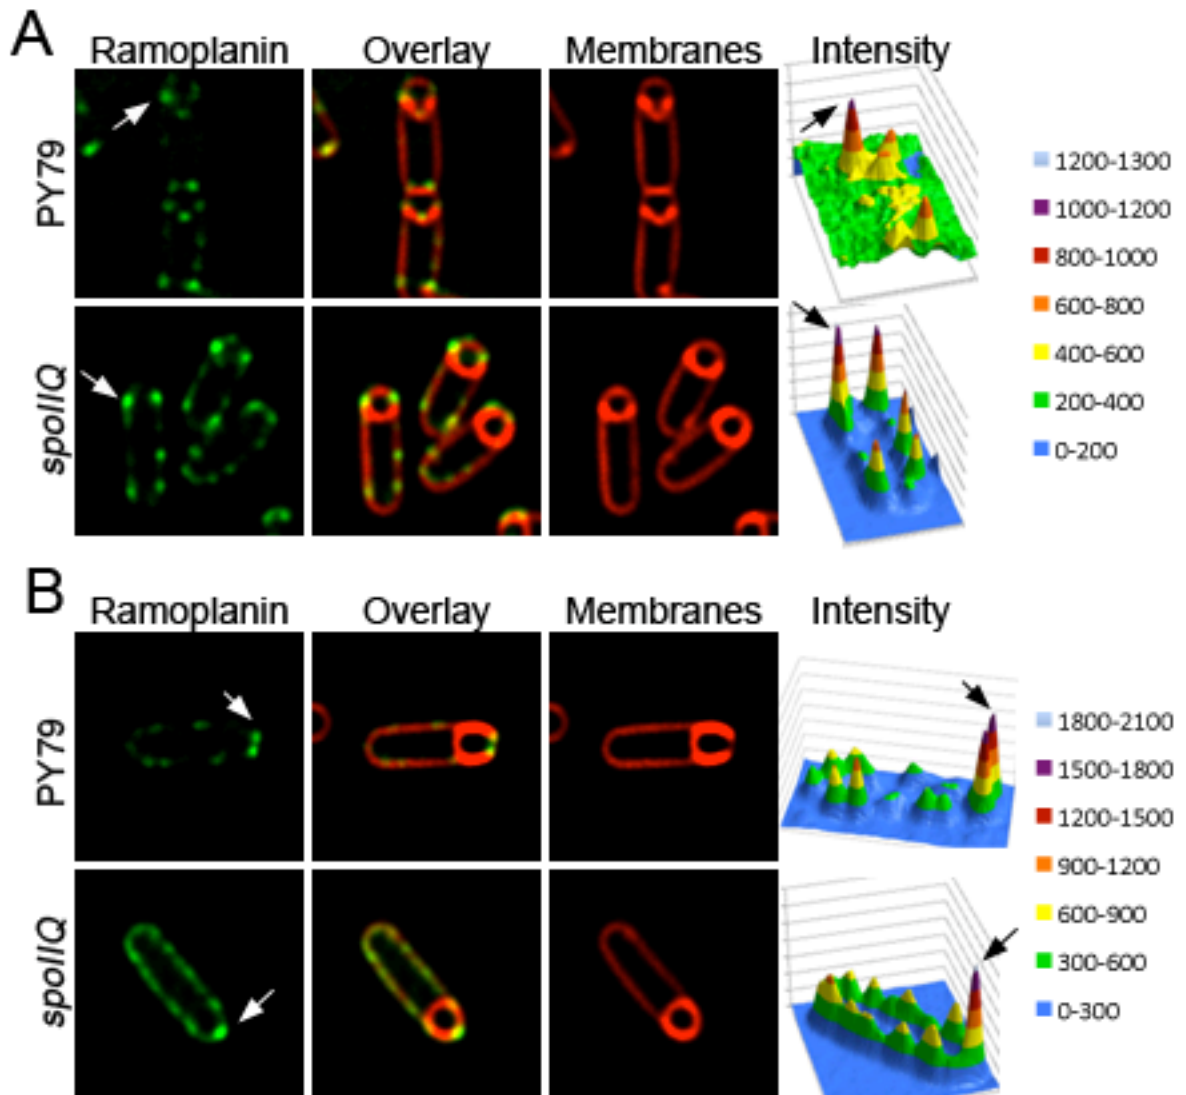 A
Ramoplanin Overlay Membranes Intensity
PY79
spoIIQ
1200-1300
1000-1200
800-1000
600-800
400-600
200-400
0-200
B
Ramoplanin Overlay Membranes Intensity
PY79
spoIIQ
1800-2100
1500-1800
1200-1500
900-1200
600-900
300-600
0-300